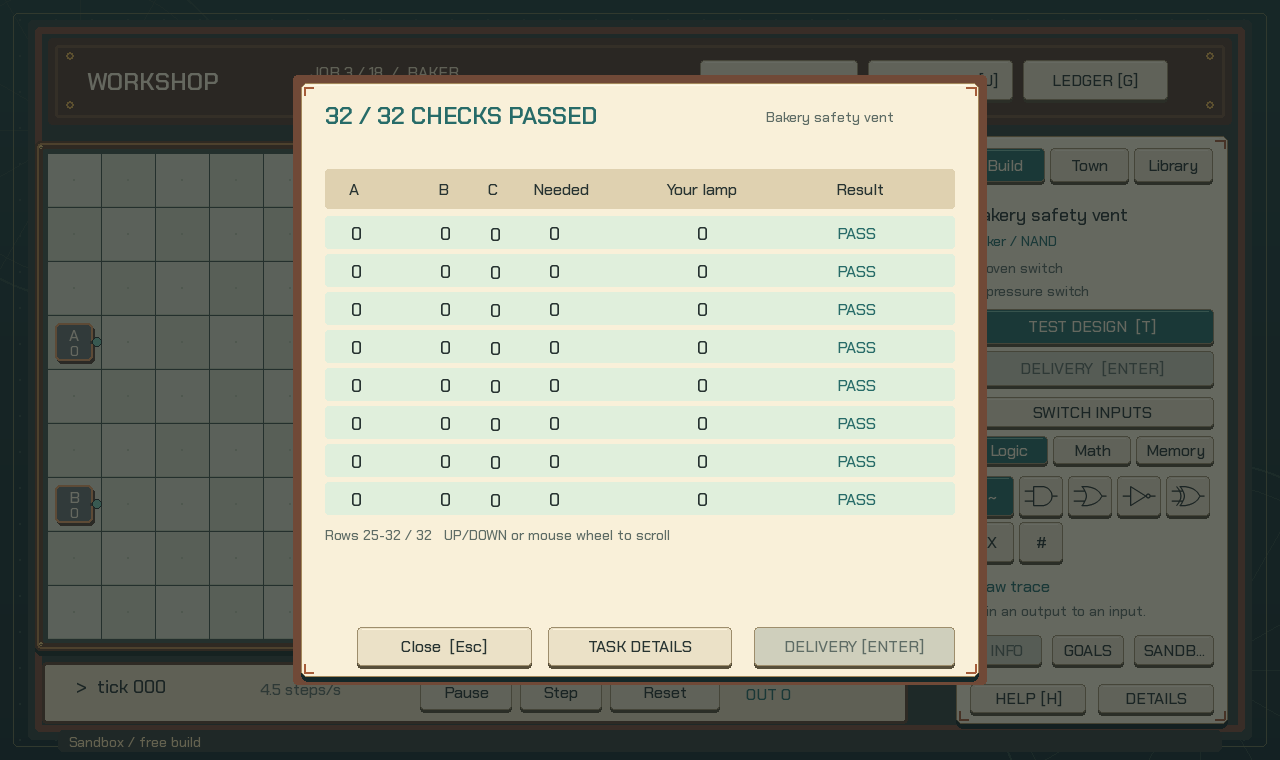 WORKSHOP
JOB 3 / 18 / BAKER
LEDGER [G]
32 / 32 CHECKS PASSED
Bakery safety vent
Build
Town
Library
A B C Needed Your lamp Result
0 0 0 0 0 PASS
0 0 0 0 0 PASS
0 0 0 0 0 PASS
0 0 0 0 0 PASS
0 0 0 0 0 PASS
0 0 0 0 0 PASS
0 0 0 0 0 PASS
0 0 0 0 0 PASS
Rows 25-32 / 32 UP/DOWN or mouse wheel to scroll
Close [Esc]
TASK DETAILS
DELIVERY [ENTER]
A
0
B
0
akery safety vent
ker / NAND
oven switch
pressure switch
TEST DESIGN [T]
DELIVERY [ENTER]
SWITCH INPUTS
Logic
Math
Memory
~
X
#
aw trace
in an output to an input.
INFO
GOALS
SANDB...
HELP [H]
DETAILS
> tick 000
4.5 steps/s
Pause
Step
Reset
OUT 0
Sandbox / free build